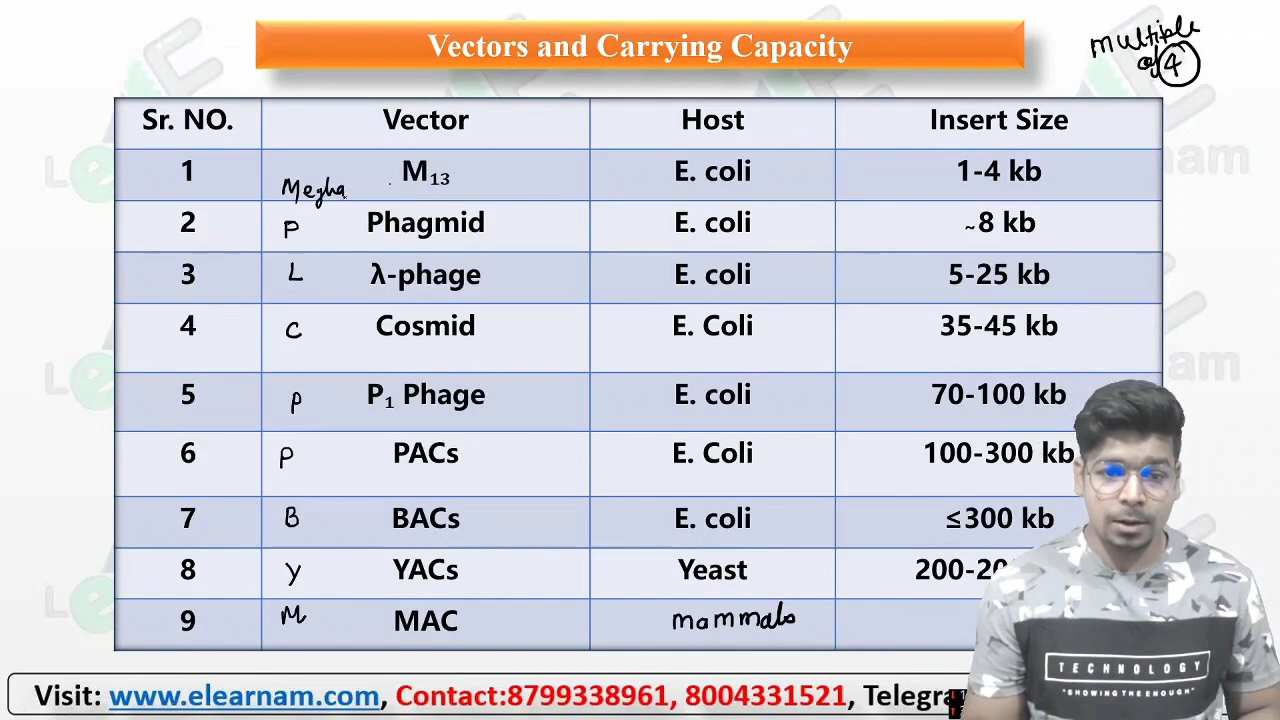 Vectors and Carrying Capacity
multiple
of 4
Sr. NO. Vector Host Insert Size
1 Megha M₁₃ E. coli 1-4 kb
2 P Phagmid E. coli ~8 kb
3 L λ-phage E. coli 5-25 kb
4 C Cosmid E. Coli 35-45 kb
5 P P₁ Phage E. coli 70-100 kb
6 P PACs E. Coli 100-300 kb
7 B BACs E. coli ≤300 kb
8 Y YACs Yeast
9 M MAC mammals
TECHNOLOGY
"SHOWING THE ENOUGH"
Visit: www.elearnam.com, Contact:8799338961, 8004331521,